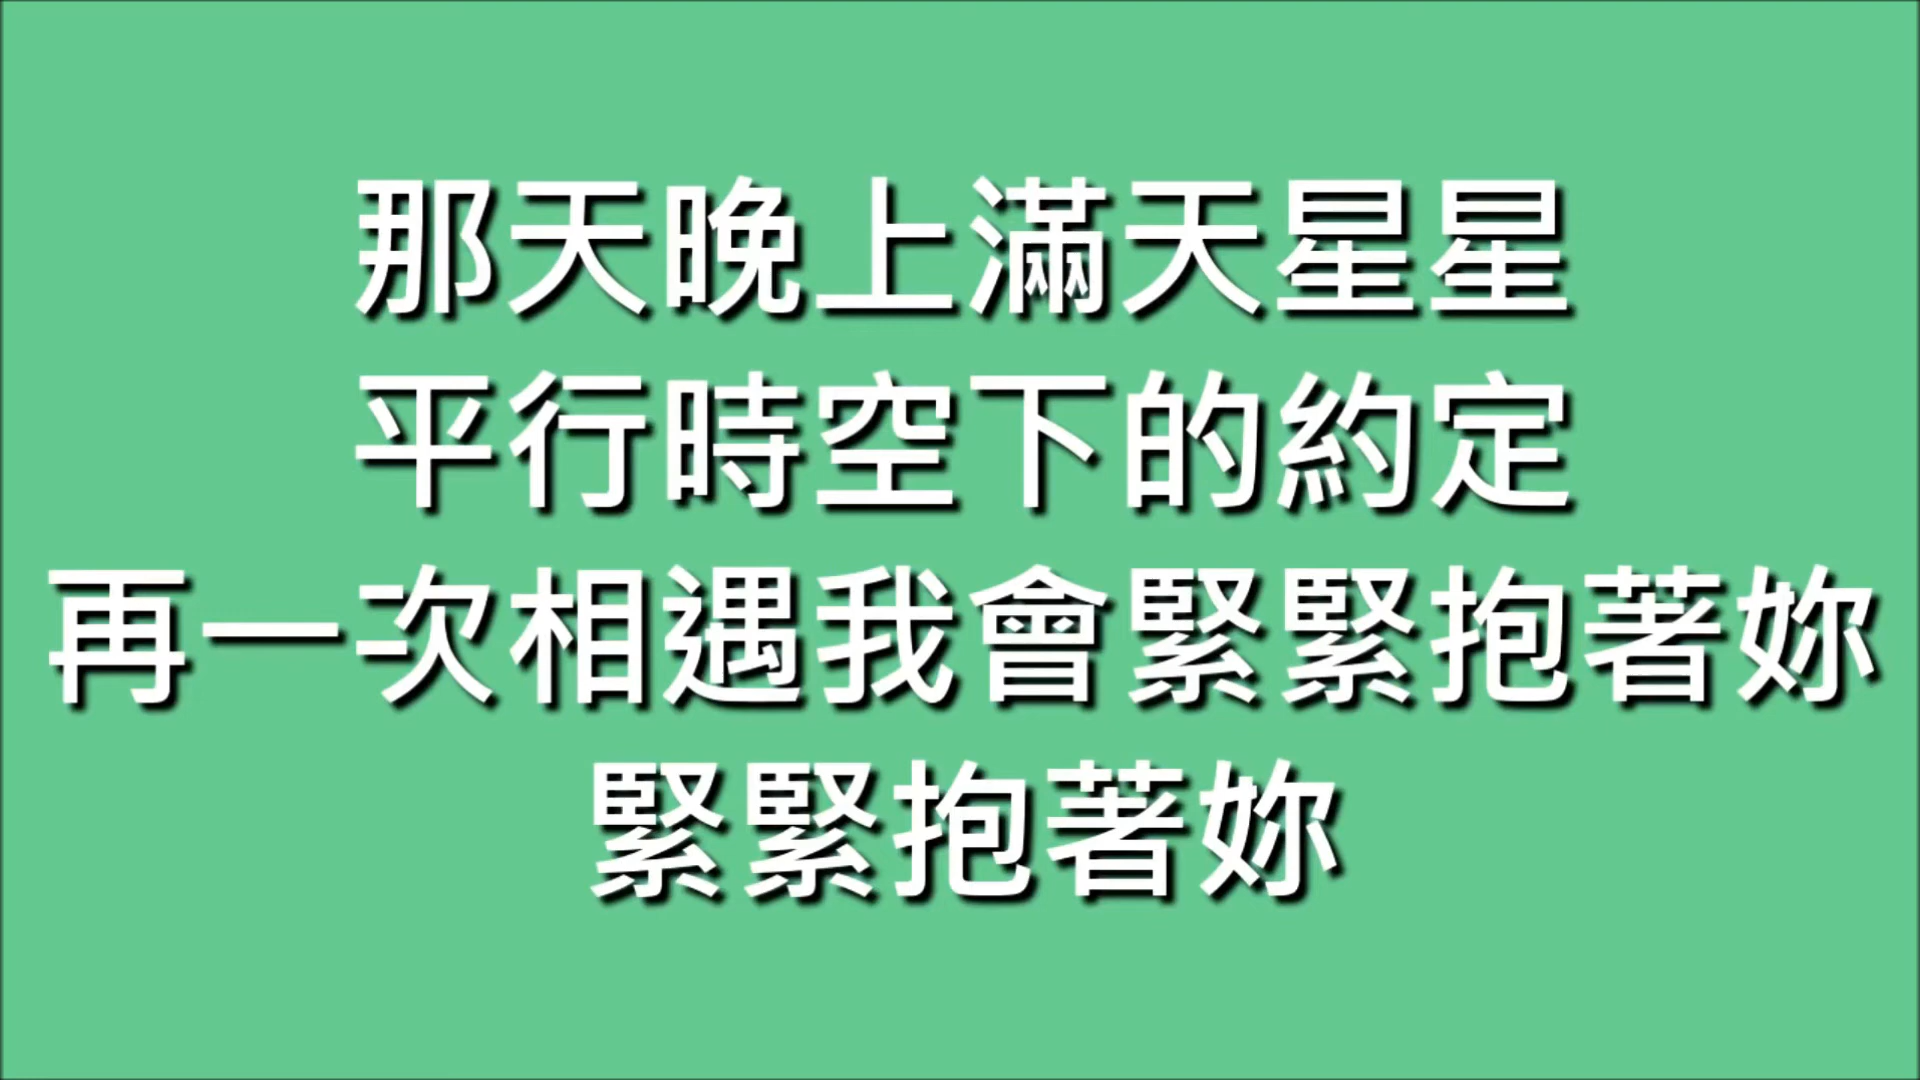 那天晚上滿天星星
平行時空下的約定
再一次相遇我會緊緊抱著妳
緊緊抱著妳